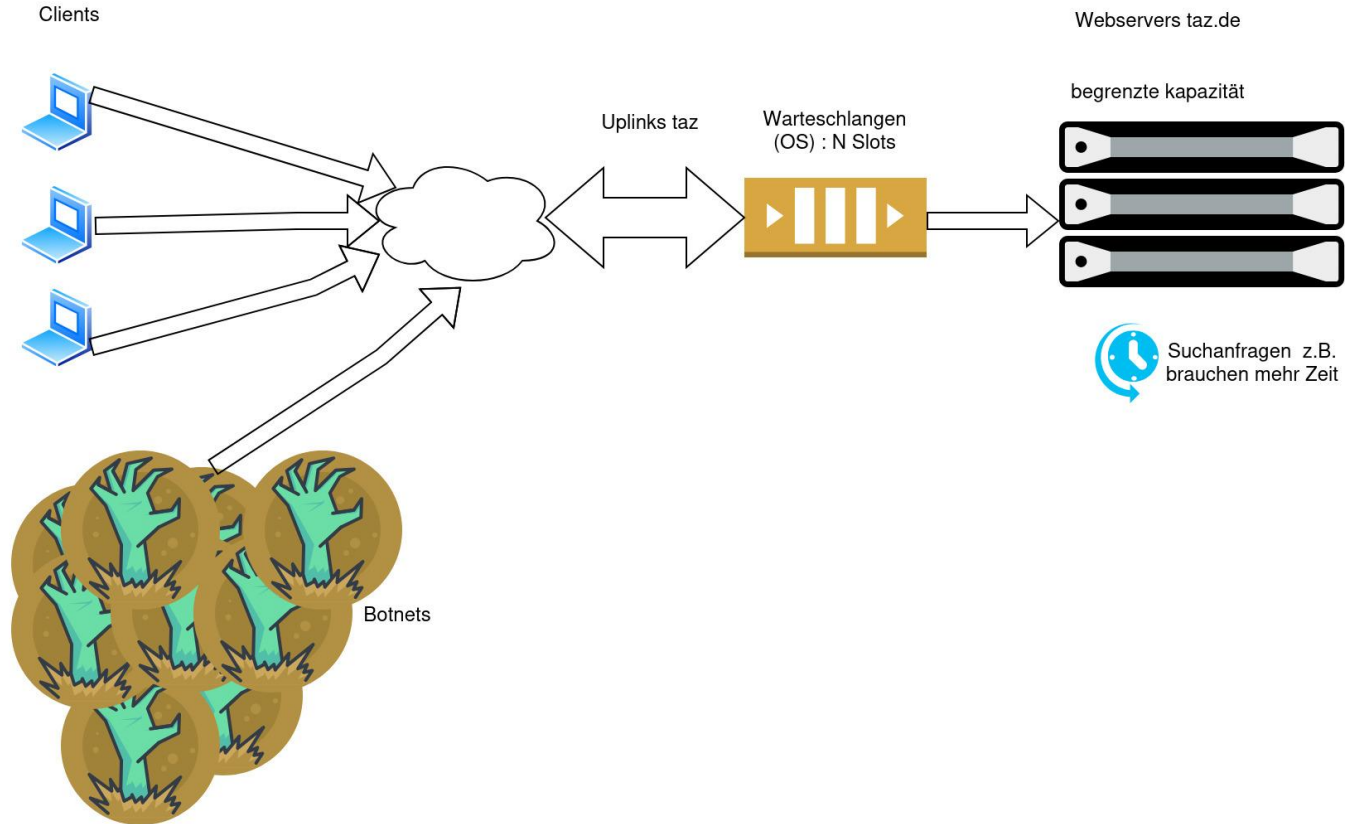 Clients
Webservers taz.de
begrenzte kapazität
Uplinks taz
Warteschlangen
(OS) : N Slots
Suchanfragen z.B.
brauchen mehr Zeit
Botnets